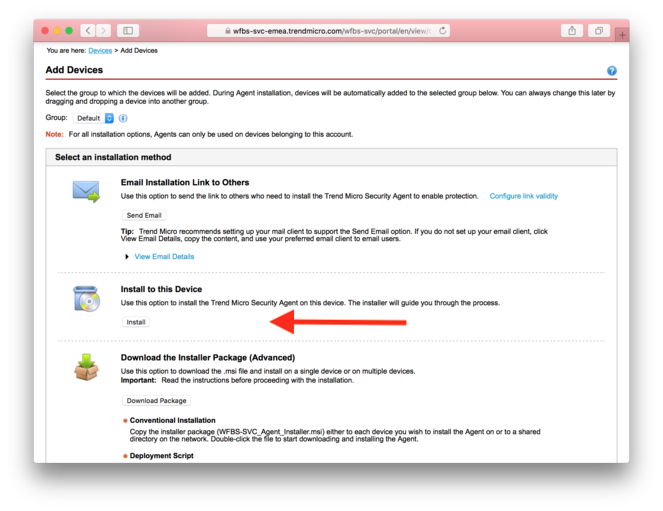 wfbs-svc-emea.trendmicro.com/wfbs-svc/portal/en/view/
You are here: Devices > Add Devices
Add Devices
Select the group to which the devices will be added. During Agent installation, devices will be automatically added to the selected group below. You can always change this later by
dragging and dropping a device into another group.
Group: Default
Note: For all installation options, Agents can only be used on devices belonging to this account.
Select an installation method
Email Installation Link to Others
Use this option to send the link to others who need to install the Trend Micro Security Agent to enable protection. Configure link validity
Send Email
Tip: Trend Micro recommends setting up your mail client to support the Send Email option. If you do not set up your email client, click
View Email Details, copy the content, and use your preferred email client to email users.
View Email Details
Install to this Device
Use this option to install the Trend Micro Security Agent on this device. The installer will guide you through the process.
Install
Download the Installer Package (Advanced)
Use this option to download the .msi file and install on a single device or on multiple devices.
Important: Read the instructions before proceeding with the installation.
Download Package
Conventional Installation
Copy the installer package (WFBS-SVC_Agent_Installer.msi) either to each device you wish to install the Agent on or to a shared
directory on the network. Double-click the file to start downloading and installing the Agent.
Deployment Script